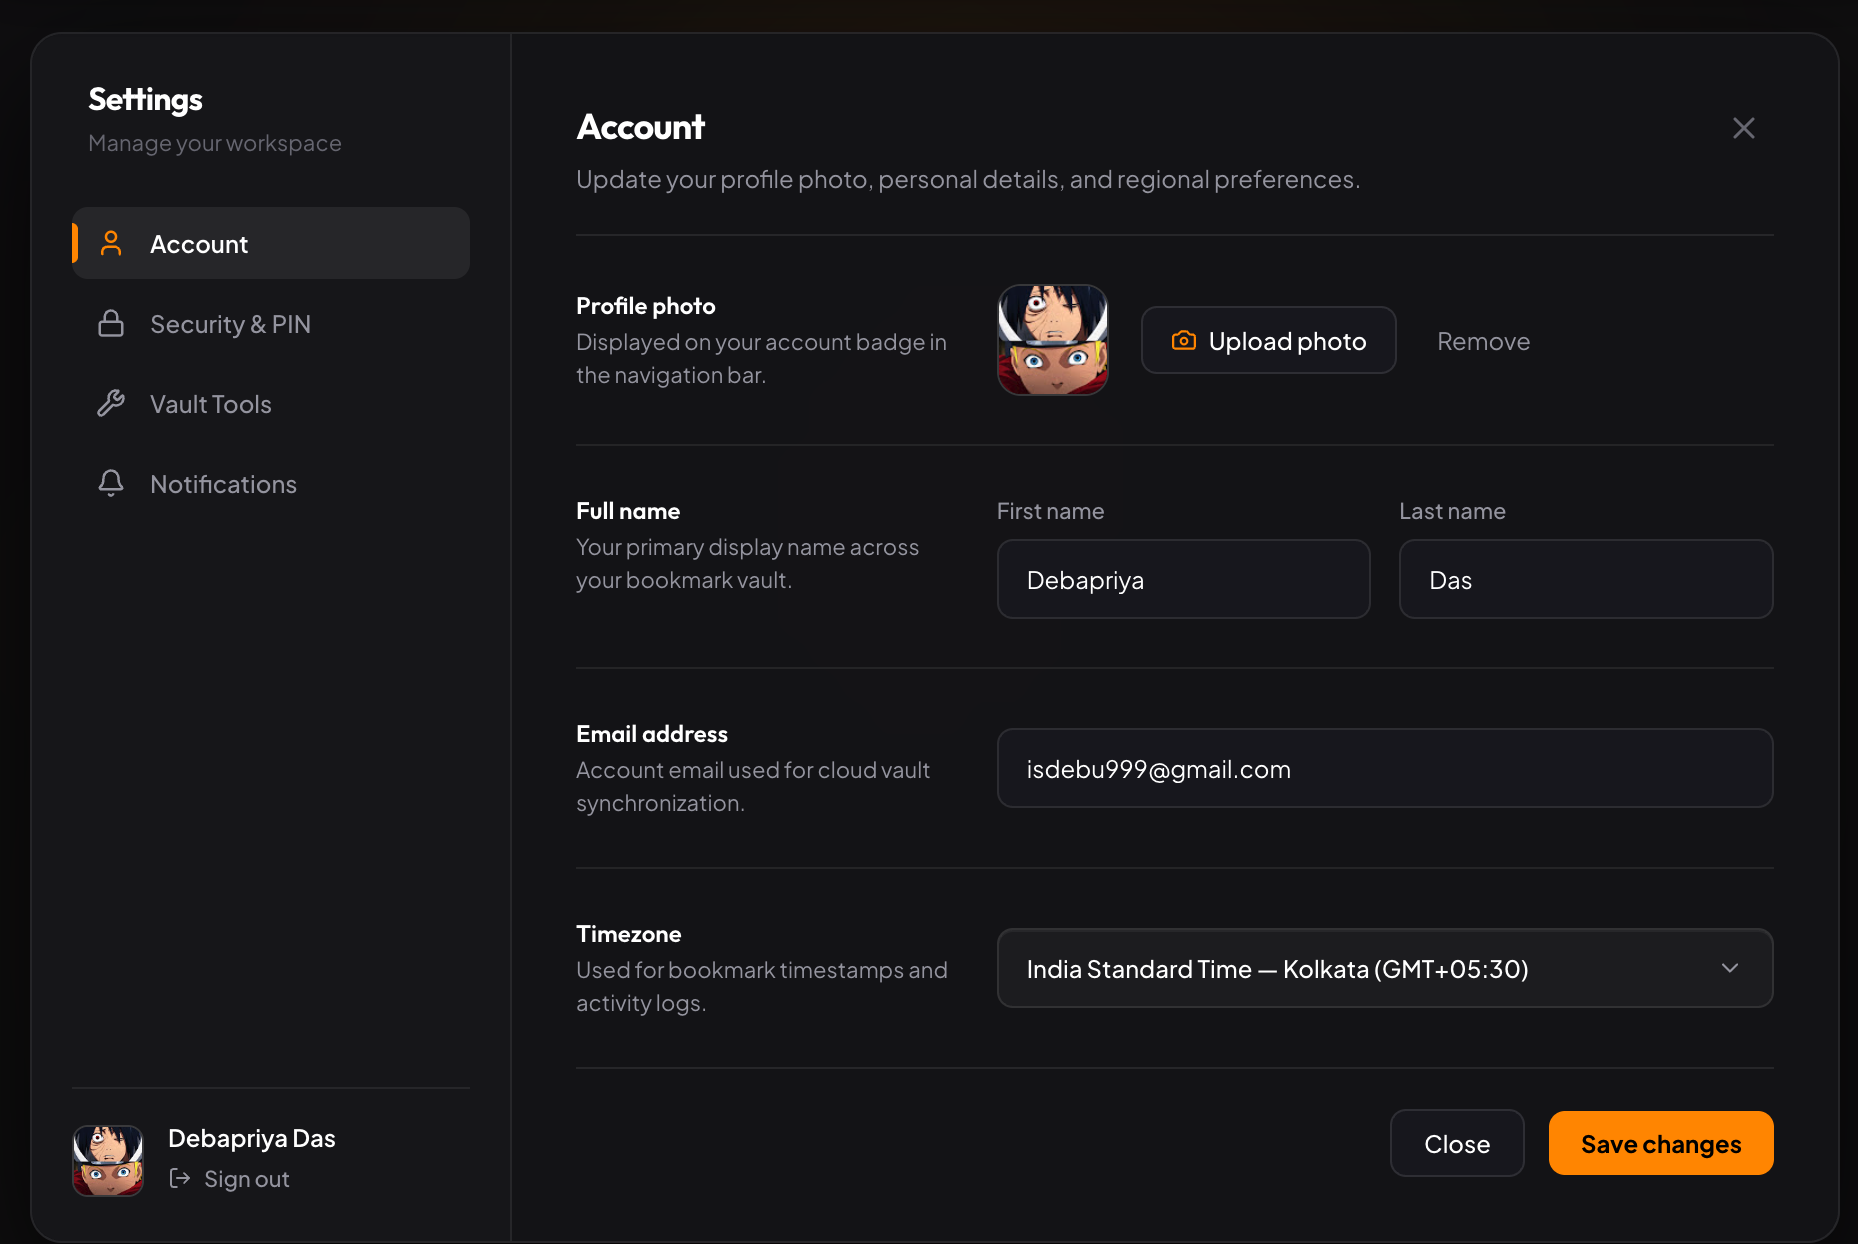 Settings
Manage your workspace
Account
Security & PIN
Vault Tools
Notifications
Debapriya Das
Sign out
Account
Update your profile photo, personal details, and regional preferences.
Profile photo
Displayed on your account badge in
the navigation bar.
Upload photo
Remove
Full name
Your primary display name across
your bookmark vault.
First name
Debapriya
Last name
Das
Email address
Account email used for cloud vault
synchronization.
isdebu999@gmail.com
Timezone
Used for bookmark timestamps and
activity logs.
India Standard Time — Kolkata (GMT+05:30)
Close
Save changes